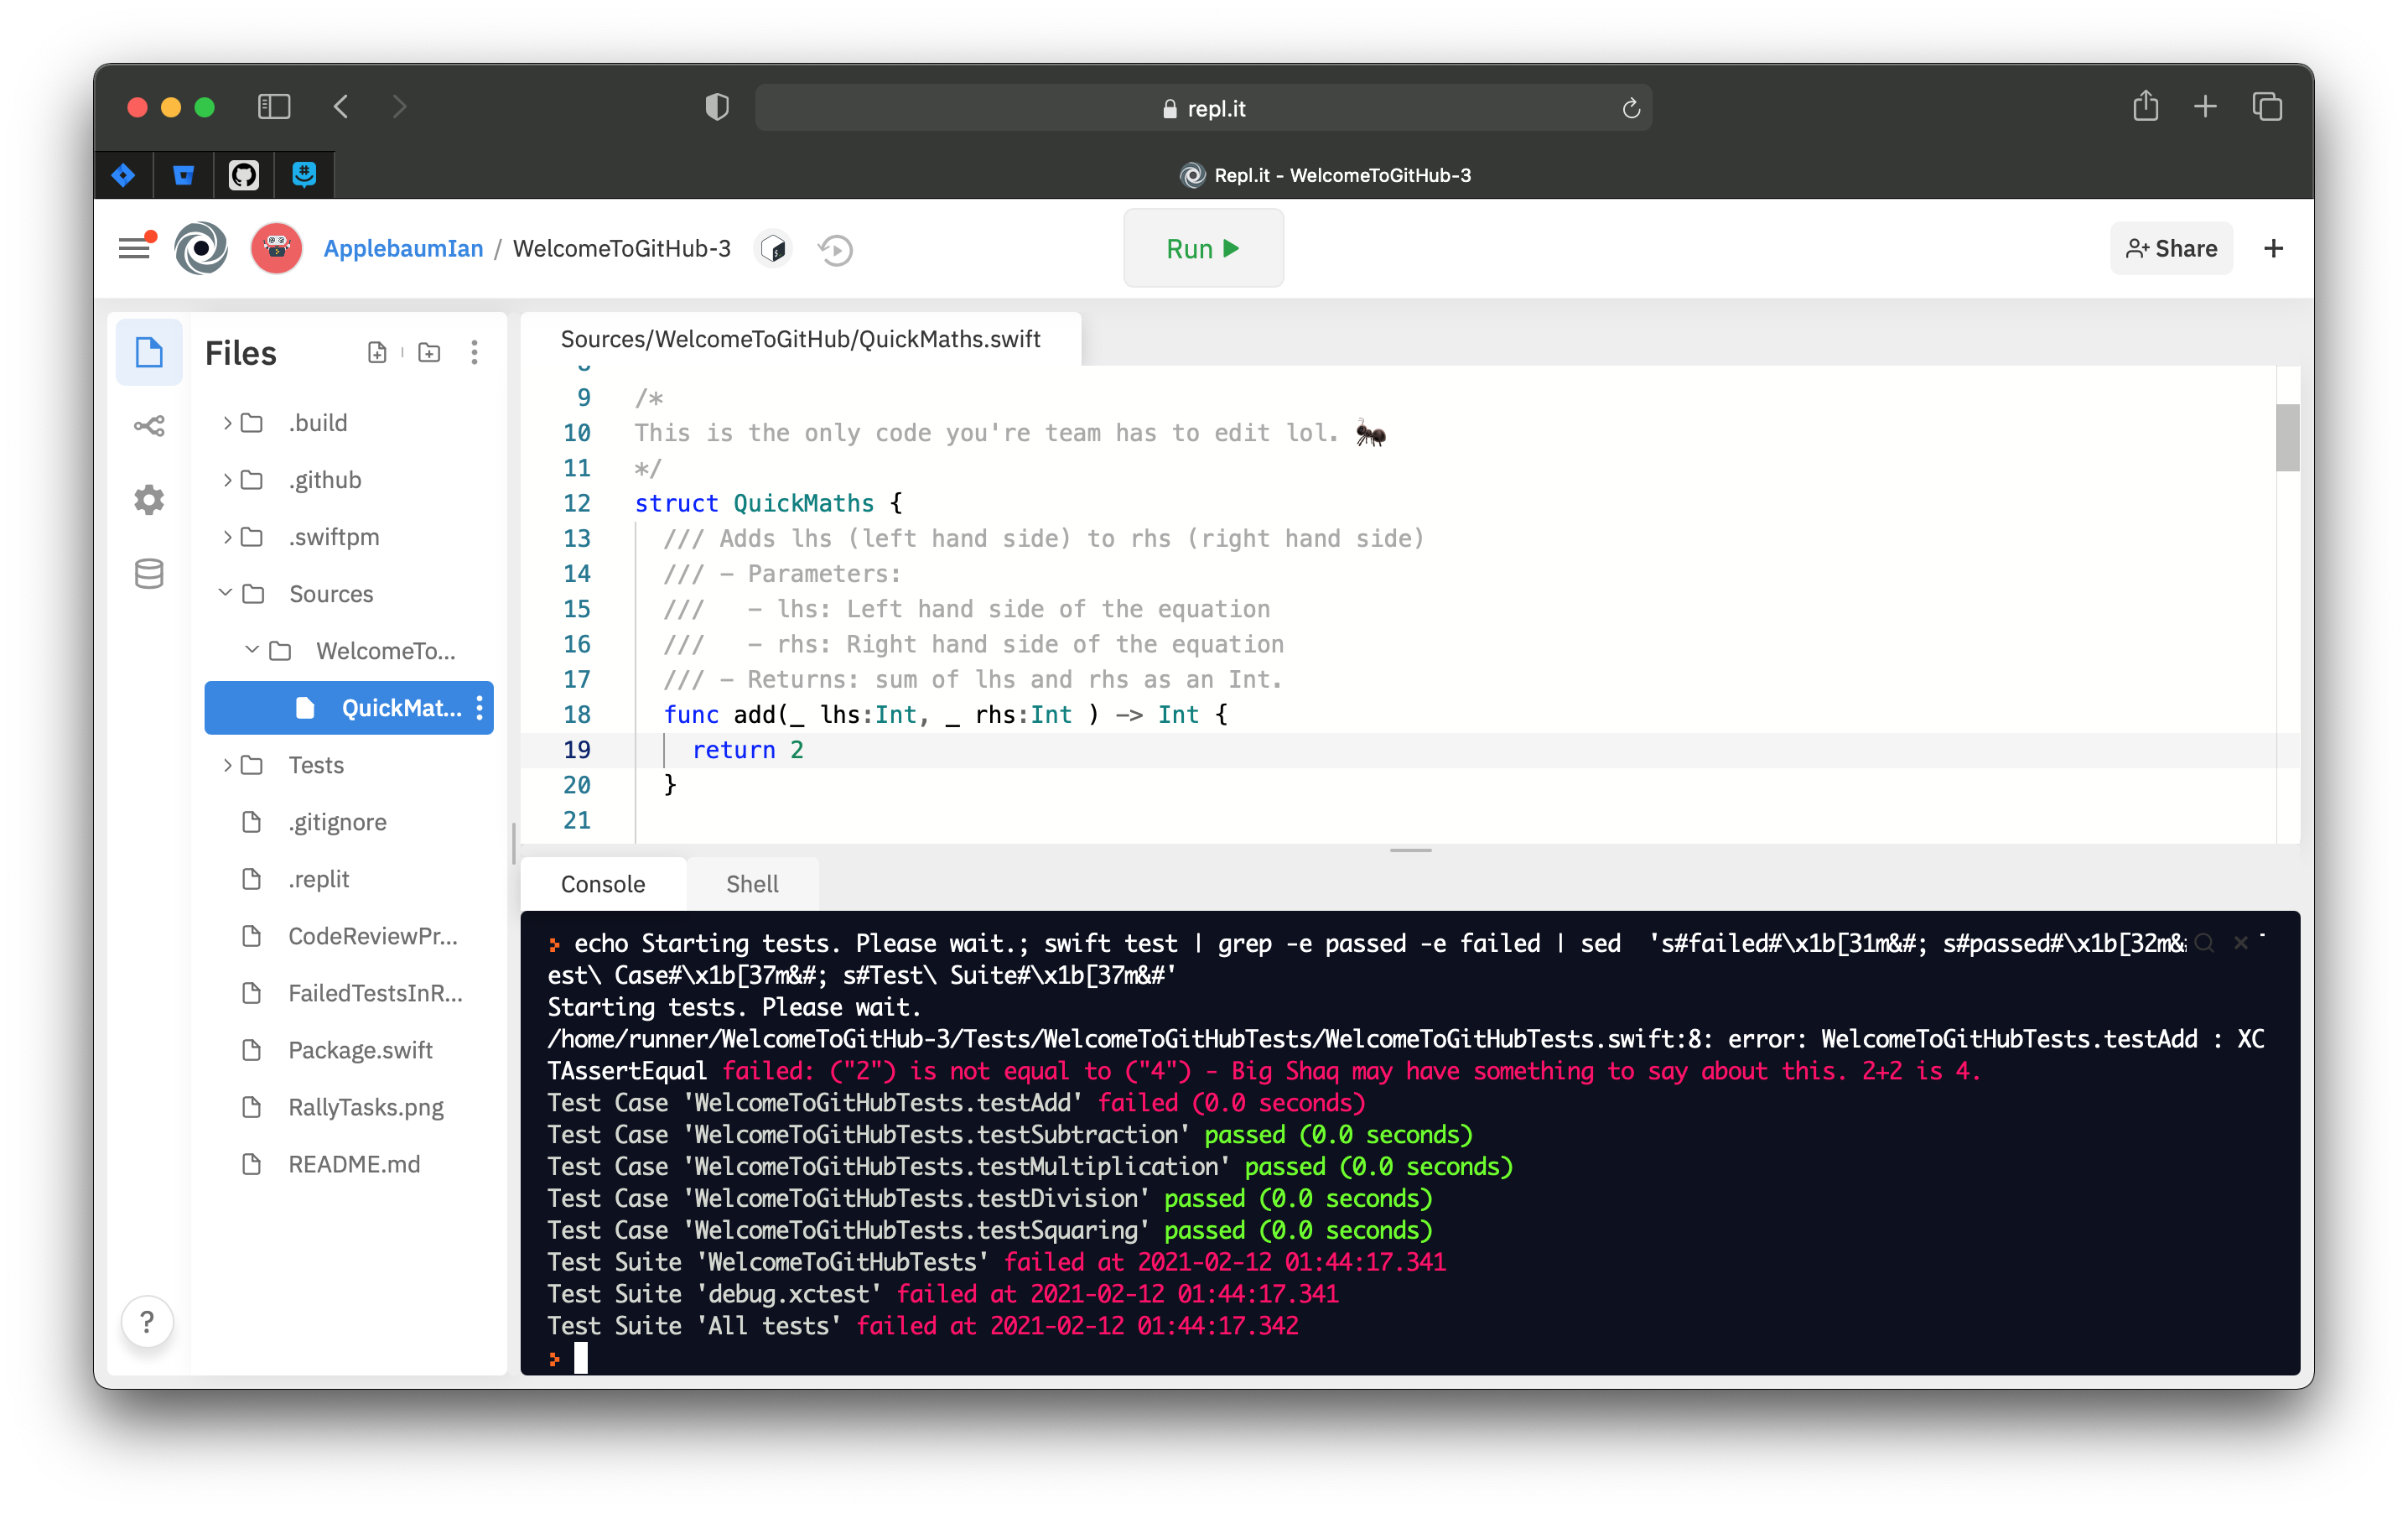 repl.it
Repl.it - WelcomeToGitHub-3
ApplebaumIan / WelcomeToGitHub-3
Run
Share
Files
.build
.github
.swiftpm
Sources
WelcomeTo...
QuickMat...
Tests
.gitignore
.replit
CodeReviewPr...
FailedTestsInR...
Package.swift
RallyTasks.png
README.md
?
Sources/WelcomeToGitHub/QuickMaths.swift
8
9 /*
10 This is the only code you're team has to edit lol. 🐜
11 */
12 struct QuickMaths {
13 /// Adds lhs (left hand side) to rhs (right hand side)
14 /// - Parameters:
15 ///   - lhs: Left hand side of the equation
16 ///   - rhs: Right hand side of the equation
17 /// - Returns: sum of lhs and rhs as an Int.
18 func add(_ lhs:Int, _ rhs:Int ) -> Int {
19 return 2
20 }
21
Console Shell
echo Starting tests. Please wait.; swift test | grep -e passed -e failed | sed  's#failed#\x1b[31m&#; s#passed#\x1b[32m&
est\ Case#\x1b[37m&#; s#Test\ Suite#\x1b[37m&#'
Starting tests. Please wait.
/home/runner/WelcomeToGitHub-3/Tests/WelcomeToGitHubTests/WelcomeToGitHubTests.swift:8: error: WelcomeToGitHubTests.testAdd : XC
TAssertEqual failed: ("2") is not equal to ("4") - Big Shaq may have something to say about this. 2+2 is 4.
Test Case 'WelcomeToGitHubTests.testAdd' failed (0.0 seconds)
Test Case 'WelcomeToGitHubTests.testSubtraction' passed (0.0 seconds)
Test Case 'WelcomeToGitHubTests.testMultiplication' passed (0.0 seconds)
Test Case 'WelcomeToGitHubTests.testDivision' passed (0.0 seconds)
Test Case 'WelcomeToGitHubTests.testSquaring' passed (0.0 seconds)
Test Suite 'WelcomeToGitHubTests' failed at 2021-02-12 01:44:17.341
Test Suite 'debug.xctest' failed at 2021-02-12 01:44:17.341
Test Suite 'All tests' failed at 2021-02-12 01:44:17.342